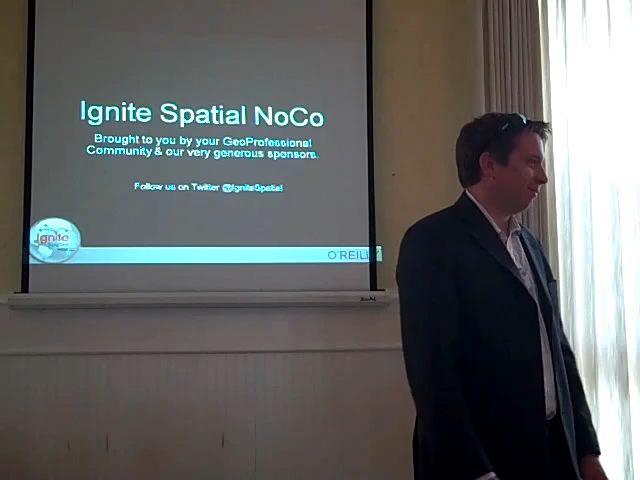 Ignite Spatial NoCo
Brought to you by your GeoProfessional
Community & our very generous sponsors.
Follow us on Twitter @IgniteSpatial
Ignite
O'REILLY